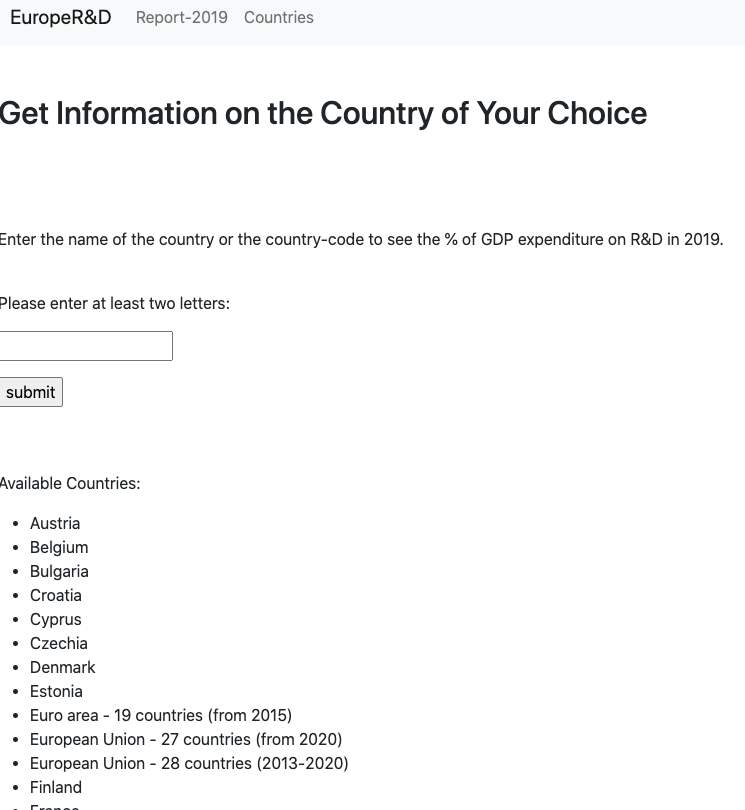 EuropeR&D Report-2019 Countries
Get Information on the Country of Your Choice
Enter the name of the country or the country-code to see the % of GDP expenditure on R&D in 2019.
Please enter at least two letters:
submit
Available Countries:
• Austria
• Belgium
• Bulgaria
• Croatia
• Cyprus
• Czechia
• Denmark
• Estonia
• Euro area - 19 countries (from 2015)
• European Union - 27 countries (from 2020)
• European Union - 28 countries (2013-2020)
• Finland
• France